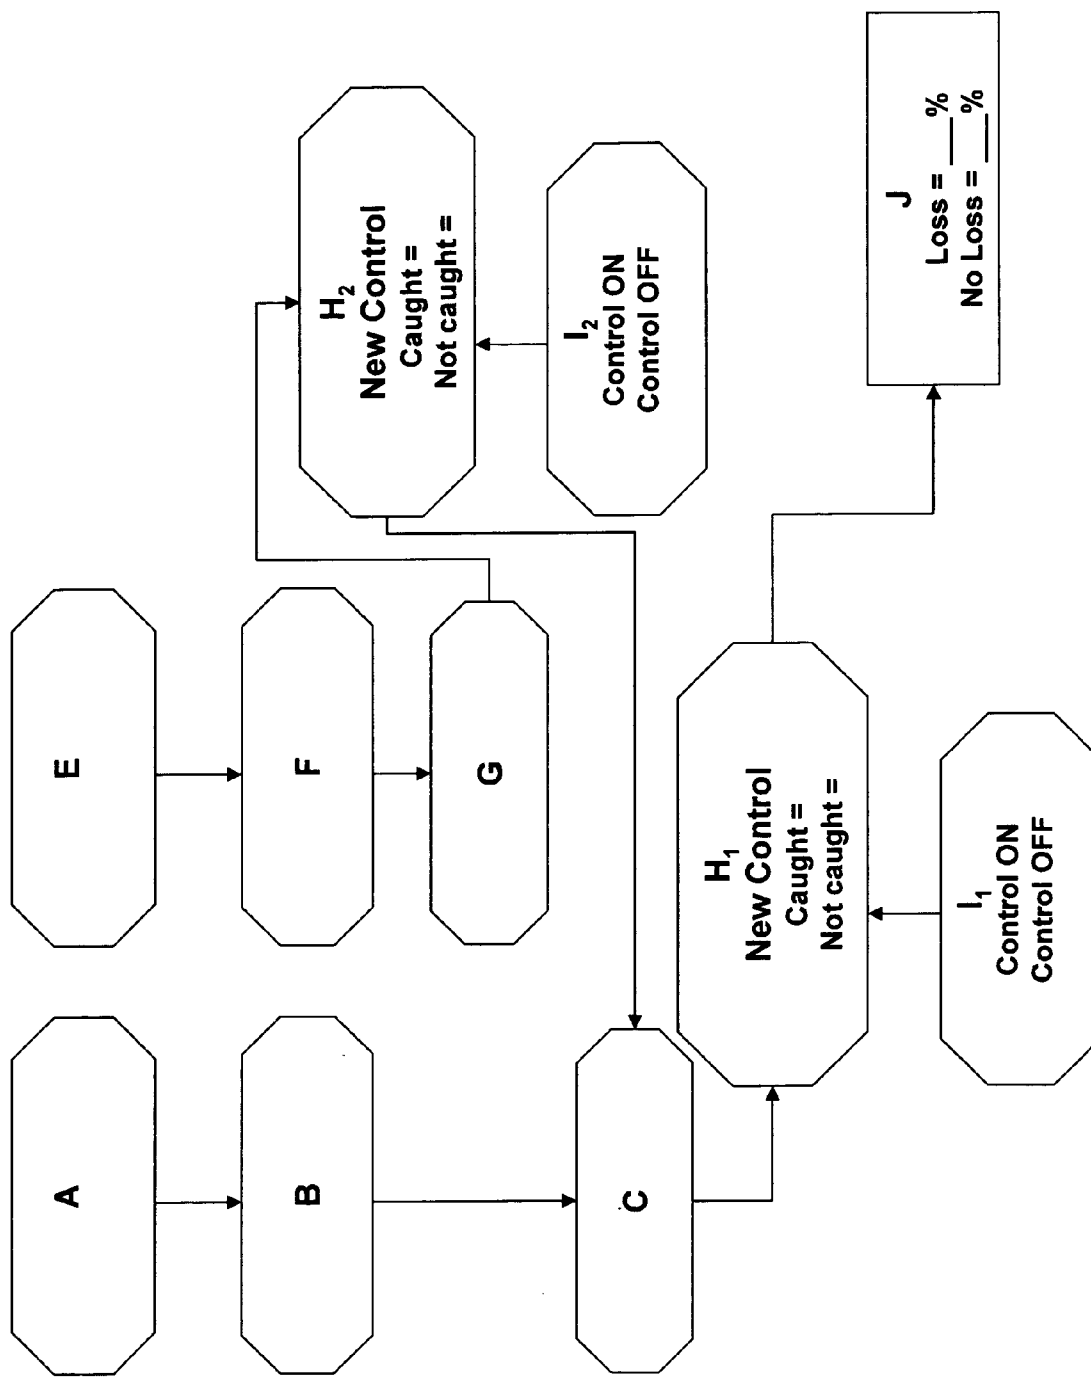 A
B
C
E
F
G
H₂
New Control
Caught =
Not caught =
I₂
Control ON
Control OFF
H₁
New Control
Caught =
Not caught =
I₁
Control ON
Control OFF
J
Loss = ___%
No Loss = ___%